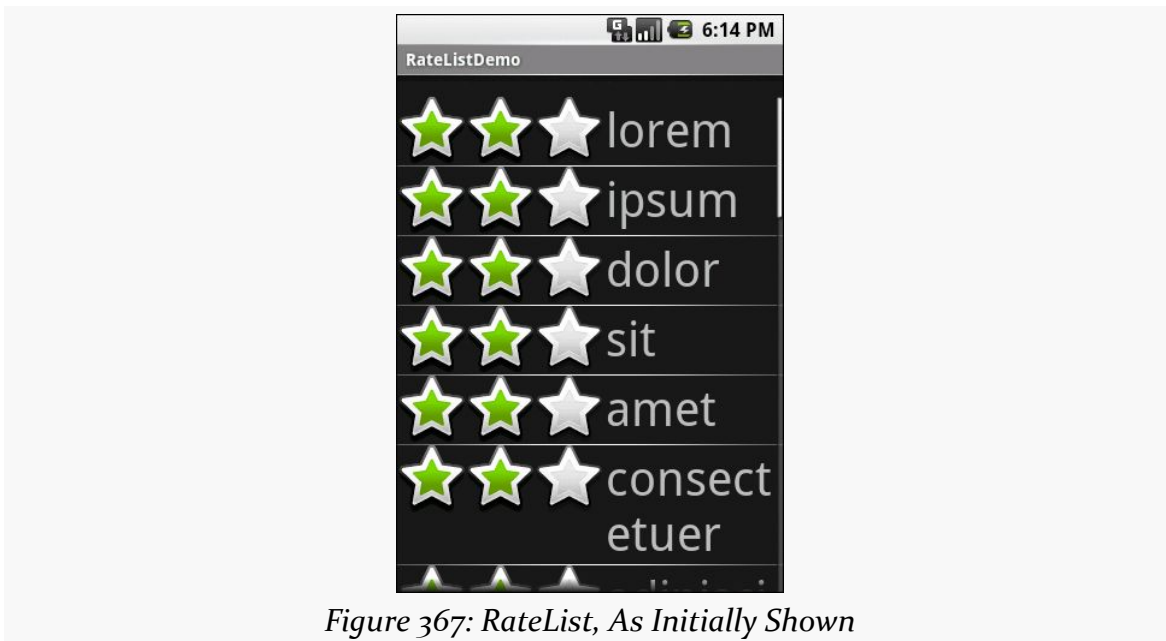 6:14 PM
RateListDemo
lorem
ipsum
dolor
sit
amet
consect
etuer
Figure 367: RateList, As Initially Shown